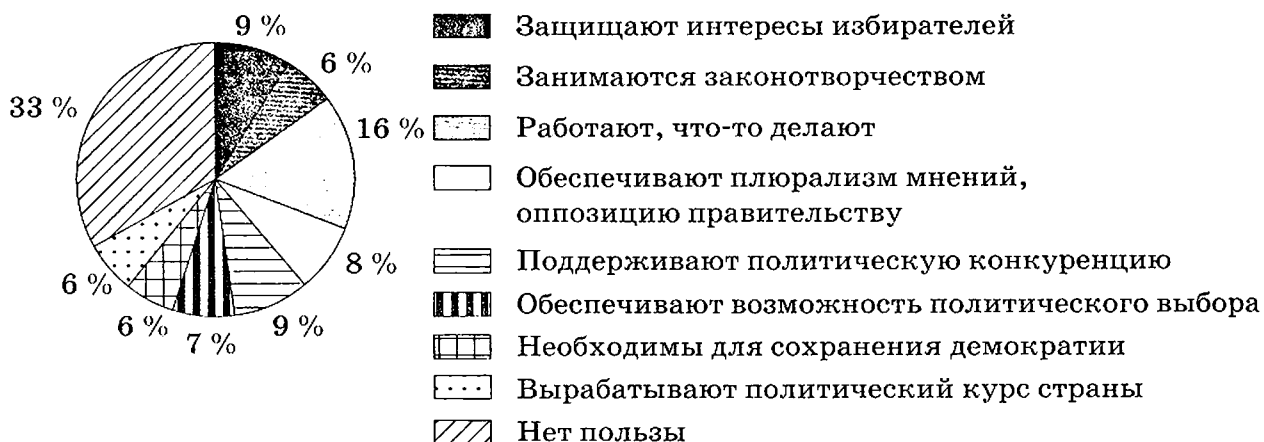 9 %
6 %
33 %
16 %
8 %
6 %
6 %
7 %
9 %
Защищают интересы избирателей
Занимаются законотворчеством
Работают, что-то делают
Обеспечивают плюрализм мнений,
оппозицию правительству
Поддерживают политическую конкуренцию
Обеспечивают возможность политического выбора
Необходимы для сохранения демократии
Вырабатывают политический курс страны
Нет пользы